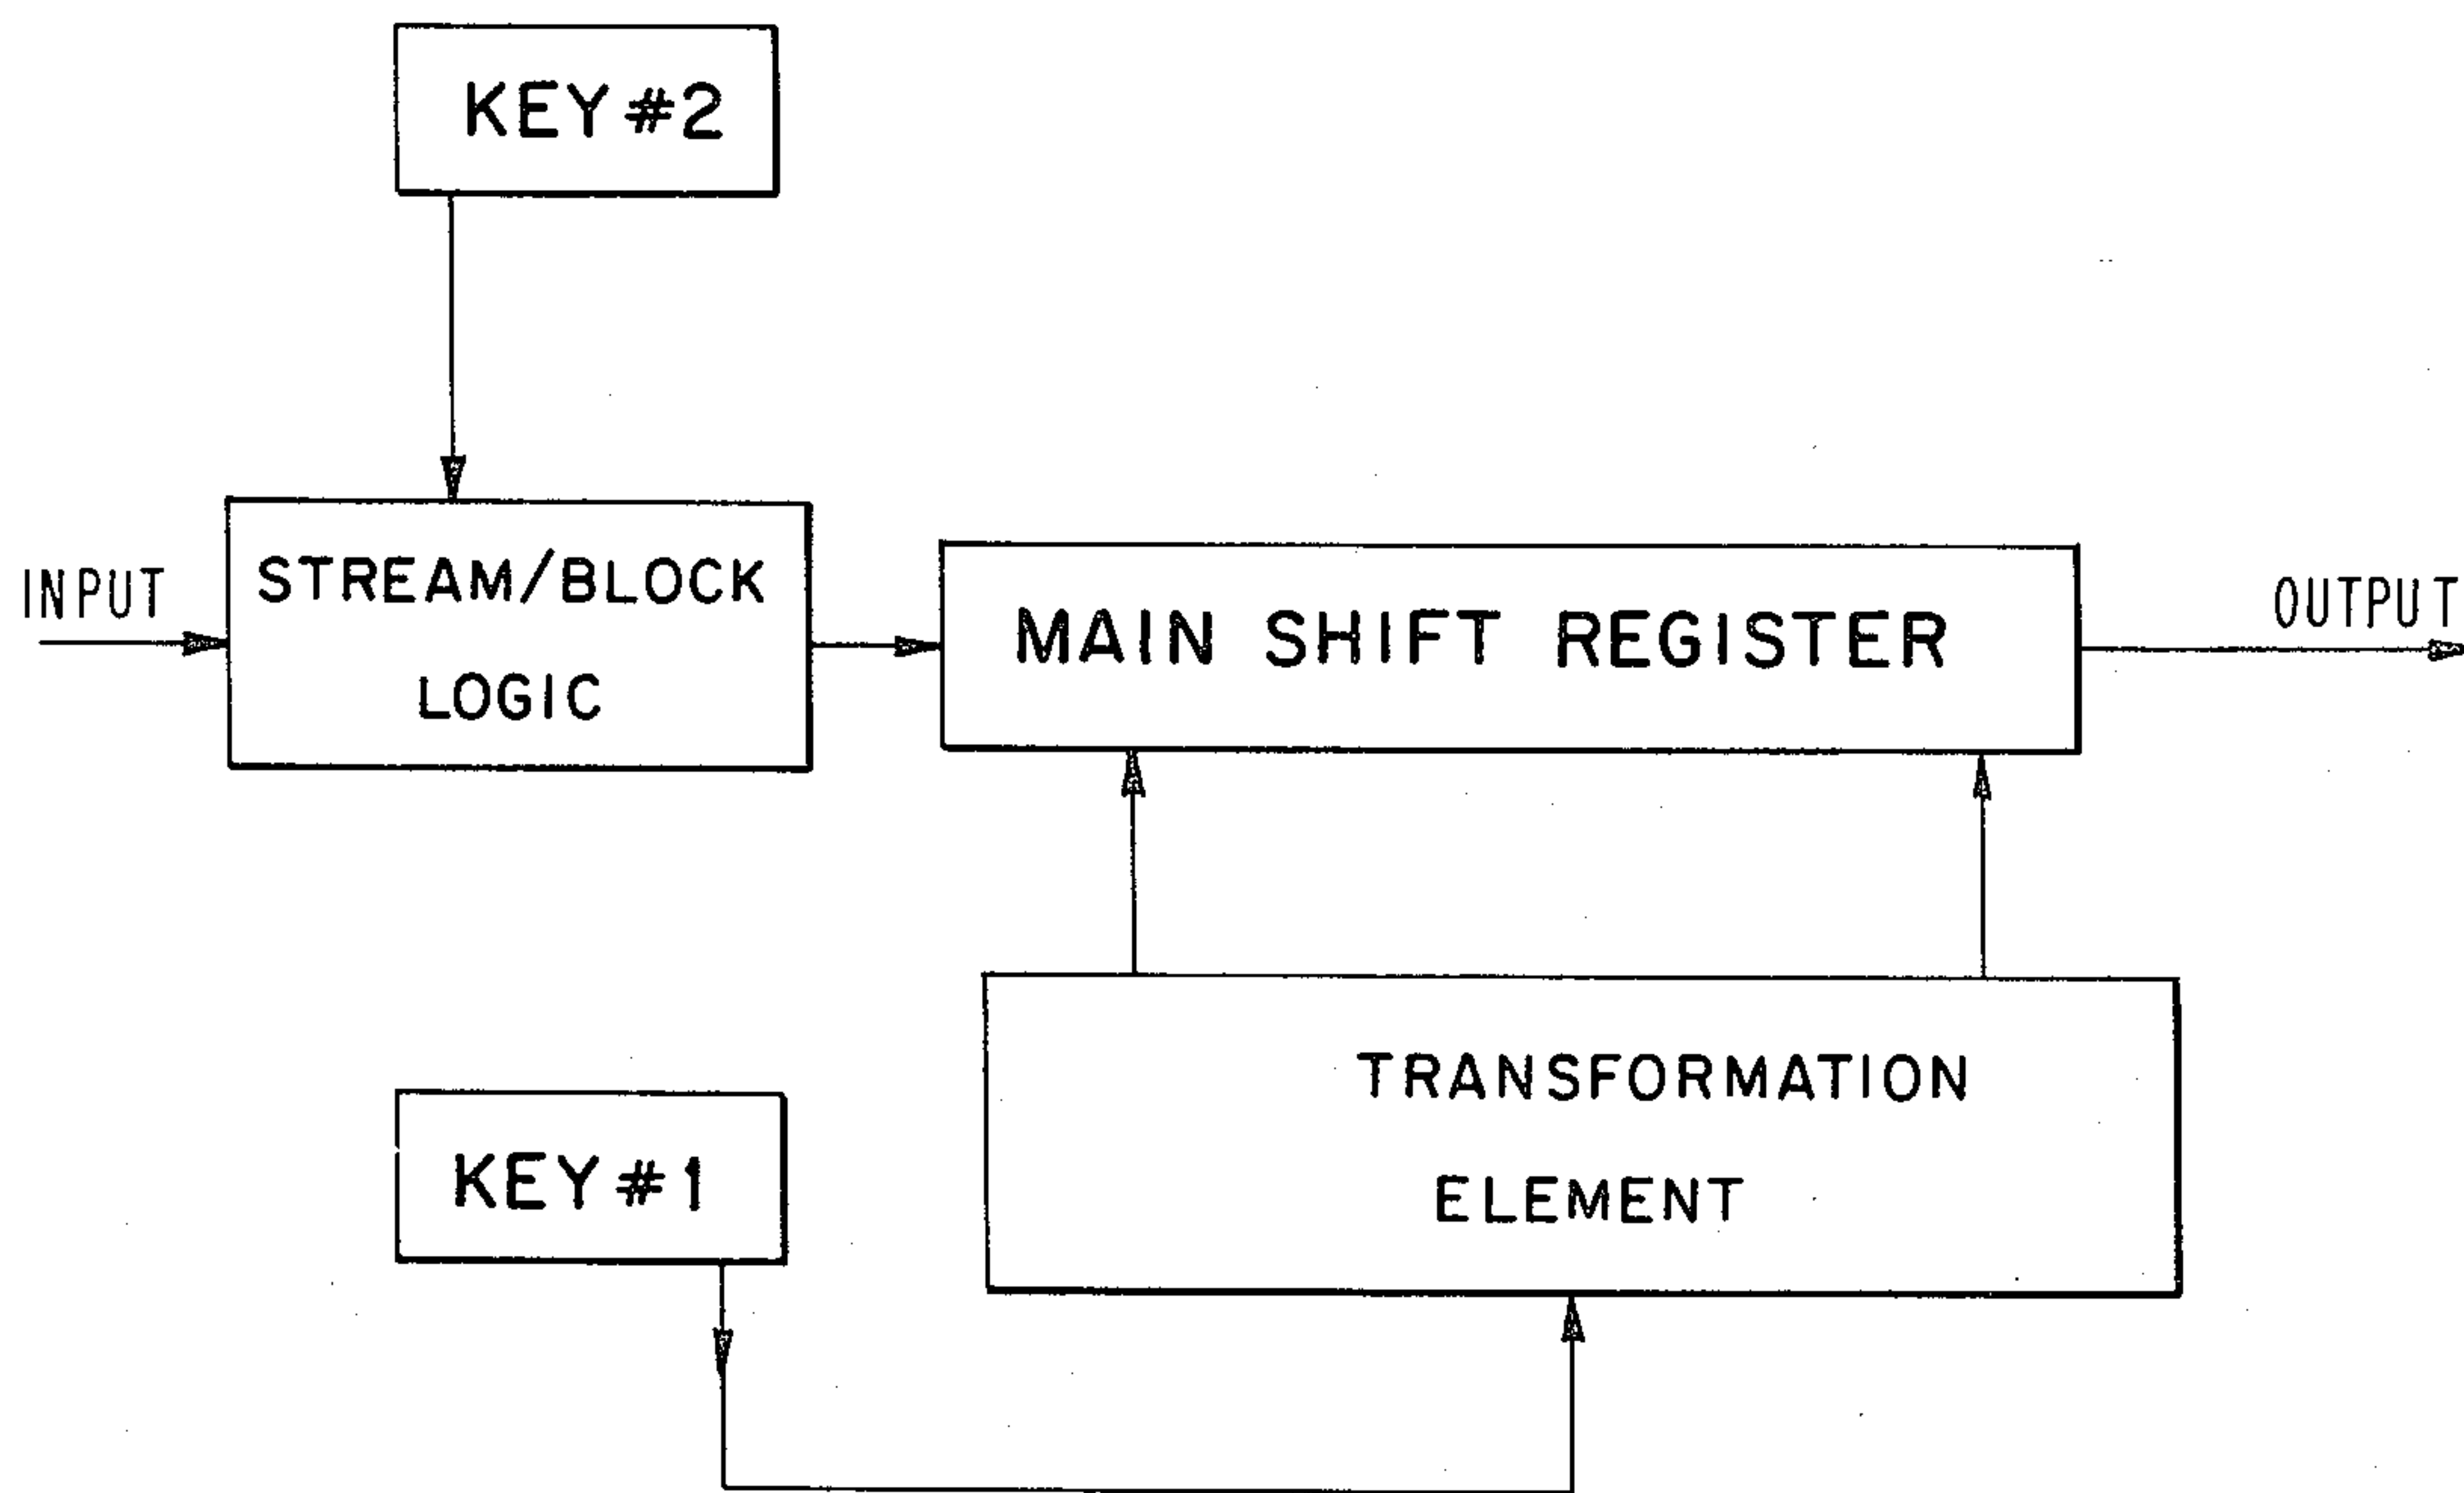 KEY #2
INPUT
STREAM/BLOCK
LOGIC
MAIN SHIFT REGISTER
OUTPUT
KEY #1
TRANSFORMATION
ELEMENT